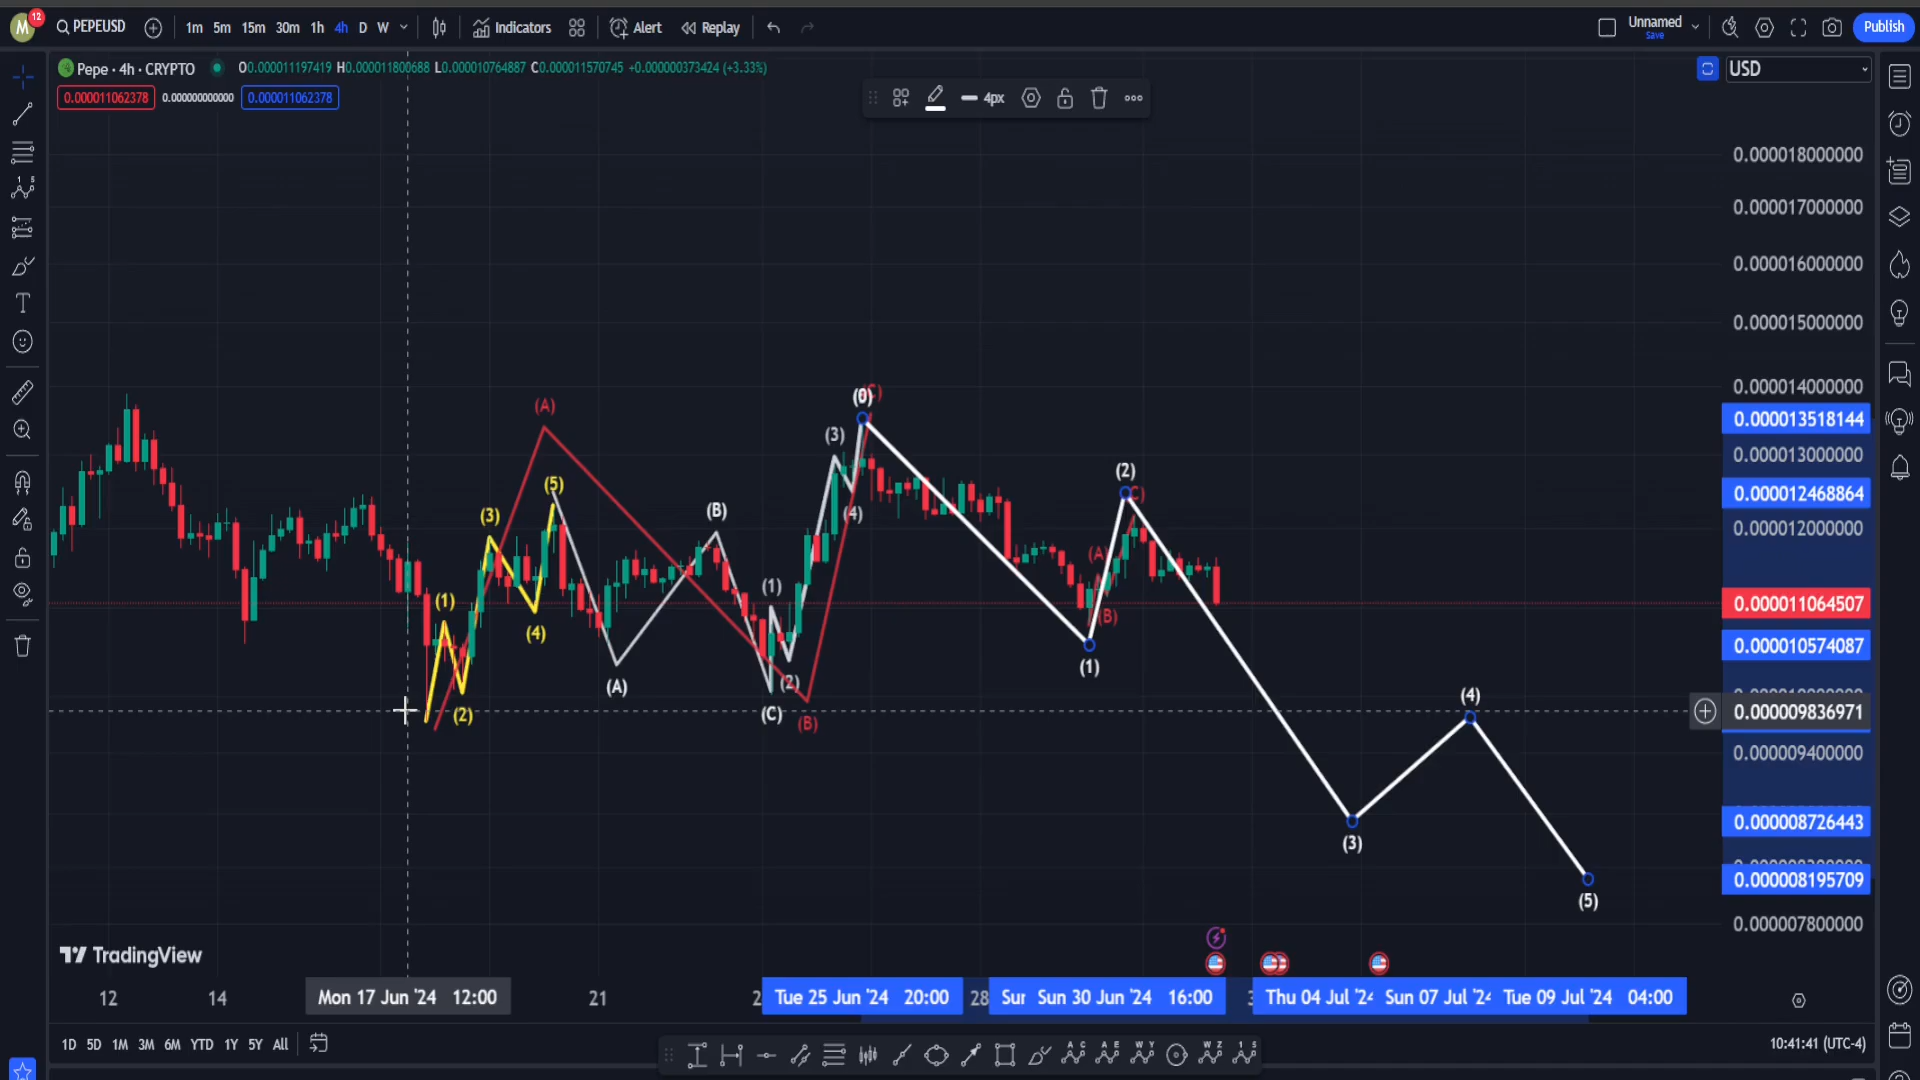 M 12 PEPEUSD 1m 5m 15m 30m 1h 4h D W Indicators Alert Replay Unnamed Save Publish
Pepe · 4h · CRYPTO O0.000011197419 H0.000011800688 L0.000010764887 C0.000011570745 +0.000000373424 (+3.33%)
USD
0.000011062378 0.000000000000 0.000011062378
4px
0.000018000000
0.000017000000
0.000016000000
0.000015000000
0.000014000000
0.000013518144
0.000013000000
0.000012468864
0.000012000000
0.000011064507
0.000010574087
0.000009836971
0.000009400000
0.000008726443
0.000008195709
0.000007800000
(A)
(0)
(3)
(2)
(5)
(B)
(3)
(4)
(A)
(1)
(1)
(B)
(4)
(1)
(A)
(2)
(4)
(2)
(C)
(B)
(3)
(5)
TradingView
12 14 Mon 17 Jun '24 12:00 21 Tue 25 Jun '24 20:00 28 Sun 30 Jun '24 16:00 Thu 04 Jul '24 Sun 07 Jul '24 Tue 09 Jul '24 04:00
1D 5D 1M 3M 6M YTD 1Y 5Y All
10:41:41 (UTC-4)